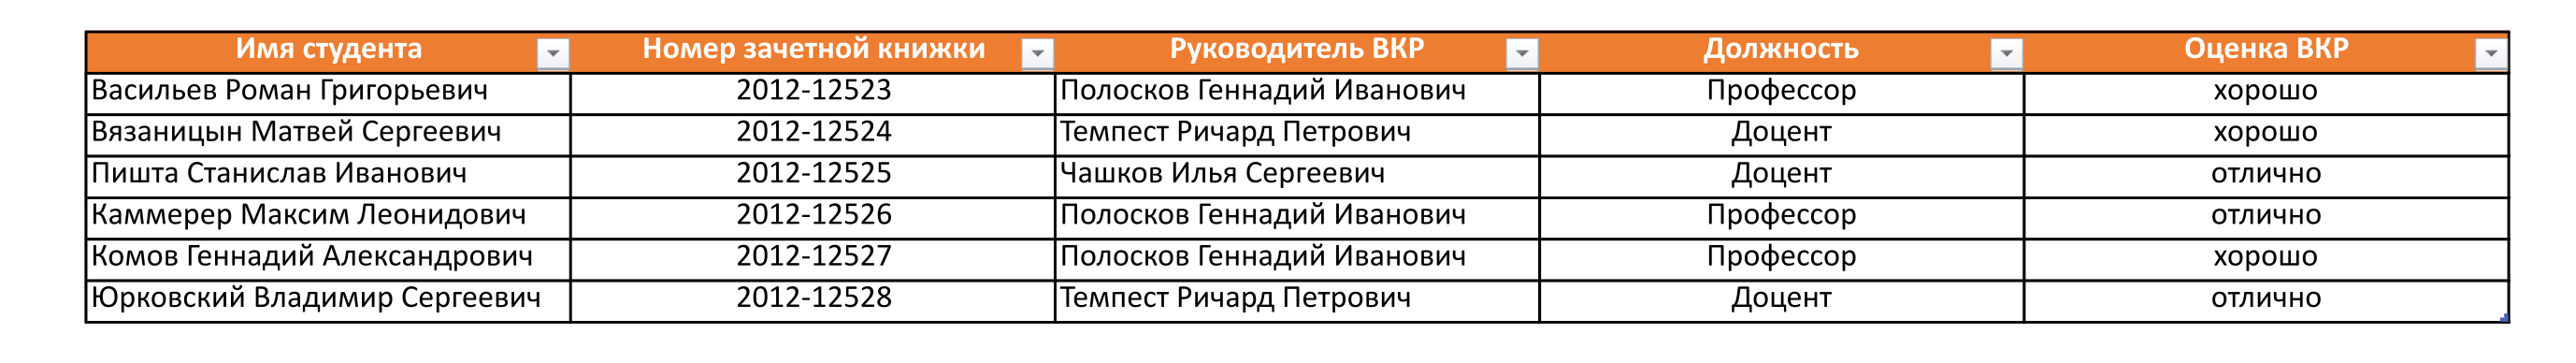 Имя студента Номер зачетной книжки Руководитель ВКР Должность Оценка ВКР
Васильев Роман Григорьевич 2012-12523 Полосков Геннадий Иванович Профессор хорошо
Вязаницын Матвей Сергеевич 2012-12524 Темпест Ричард Петрович Доцент хорошо
Пишта Станислав Иванович 2012-12525 Чашков Илья Сергеевич Доцент отлично
Каммерер Максим Леонидович 2012-12526 Полосков Геннадий Иванович Профессор отлично
Комов Геннадий Александрович 2012-12527 Полосков Геннадий Иванович Профессор хорошо
Юрковский Владимир Сергеевич 2012-12528 Темпест Ричард Петрович Доцент отлично